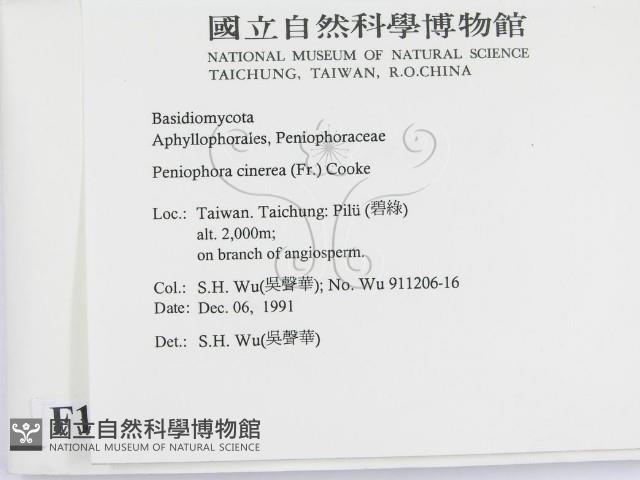 國立自然科學博物館
NATIONAL MUSEUM OF NATURAL SCIENCE
TAICHUNG, TAIWAN, R.O.CHINA
Basidiomycota
Aphyllophorales, Peniophoraceae
Peniophora cinerea (Fr.) Cooke
Loc.: Taiwan. Taichung: Pilü (碧綠)
alt. 2,000m;
on branch of angiosperm.
Col.: S.H. Wu(吳聲華); No. Wu 911206-16
Date: Dec. 06, 1991
Det.: S.H. Wu(吳聲華)
國立自然科學博物館
NATIONAL MUSEUM OF NATURAL SCIENCE